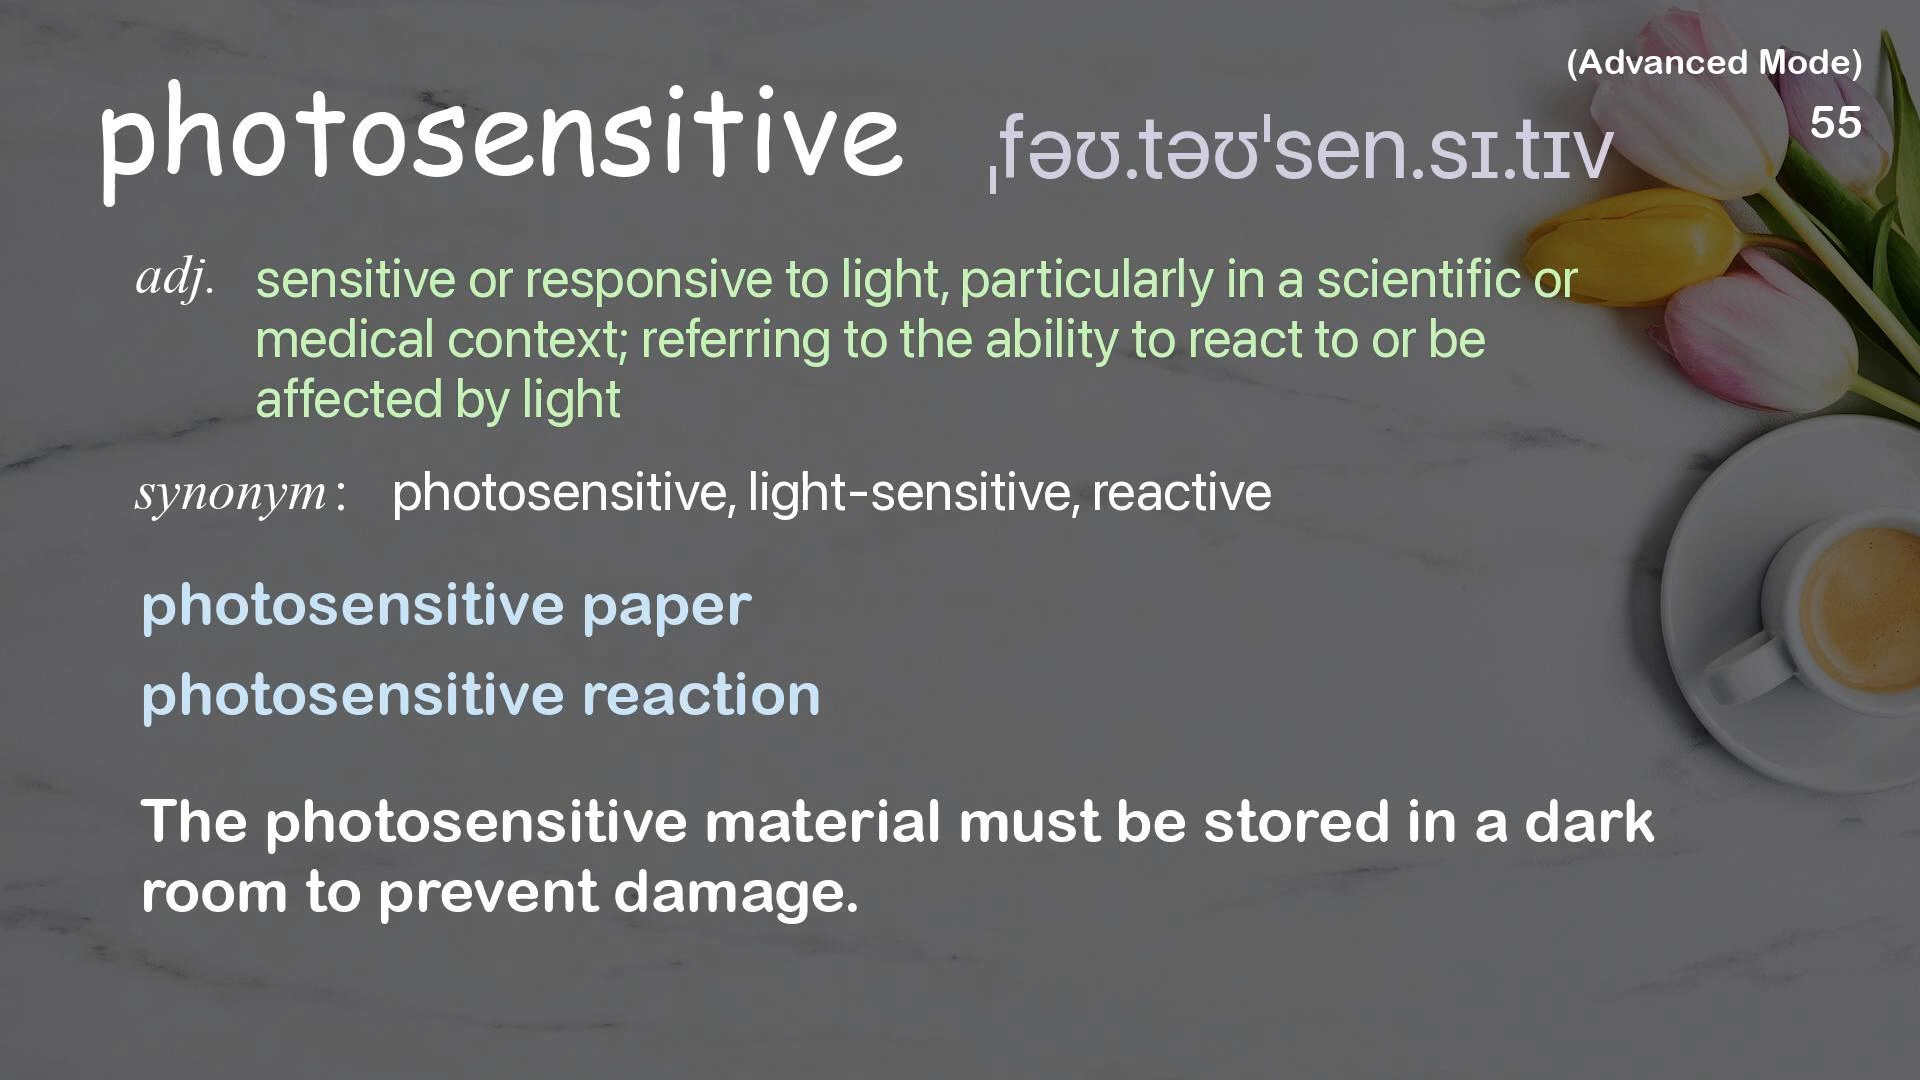 (Advanced Mode)
photosensitive ˌfəʊ.təʊˈsen.sɪ.tɪv 55
adj. sensitive or responsive to light, particularly in a scientific or
medical context; referring to the ability to react to or be
affected by light
synonym: photosensitive, light-sensitive, reactive
photosensitive paper
photosensitive reaction
The photosensitive material must be stored in a dark
room to prevent damage.